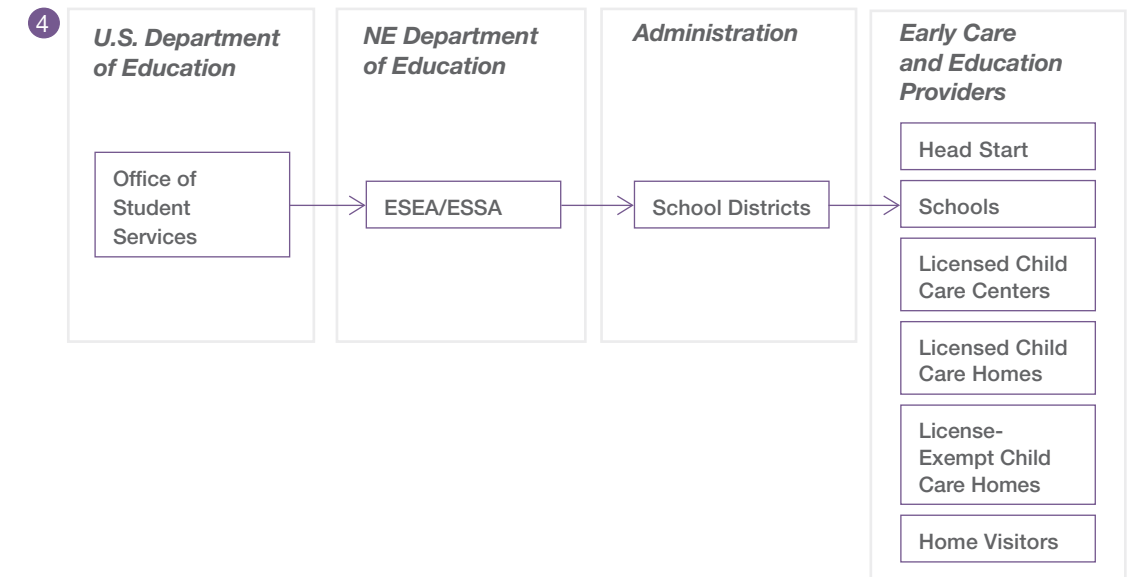 4
U.S. Department
of Education
Office of
Student
Services
NE Department
of Education
ESEA/ESSA
Administration
School Districts
Early Care
and Education
Providers
Head Start
Schools
Licensed Child
Care Centers
Licensed Child
Care Homes
License-
Exempt Child
Care Homes
Home Visitors